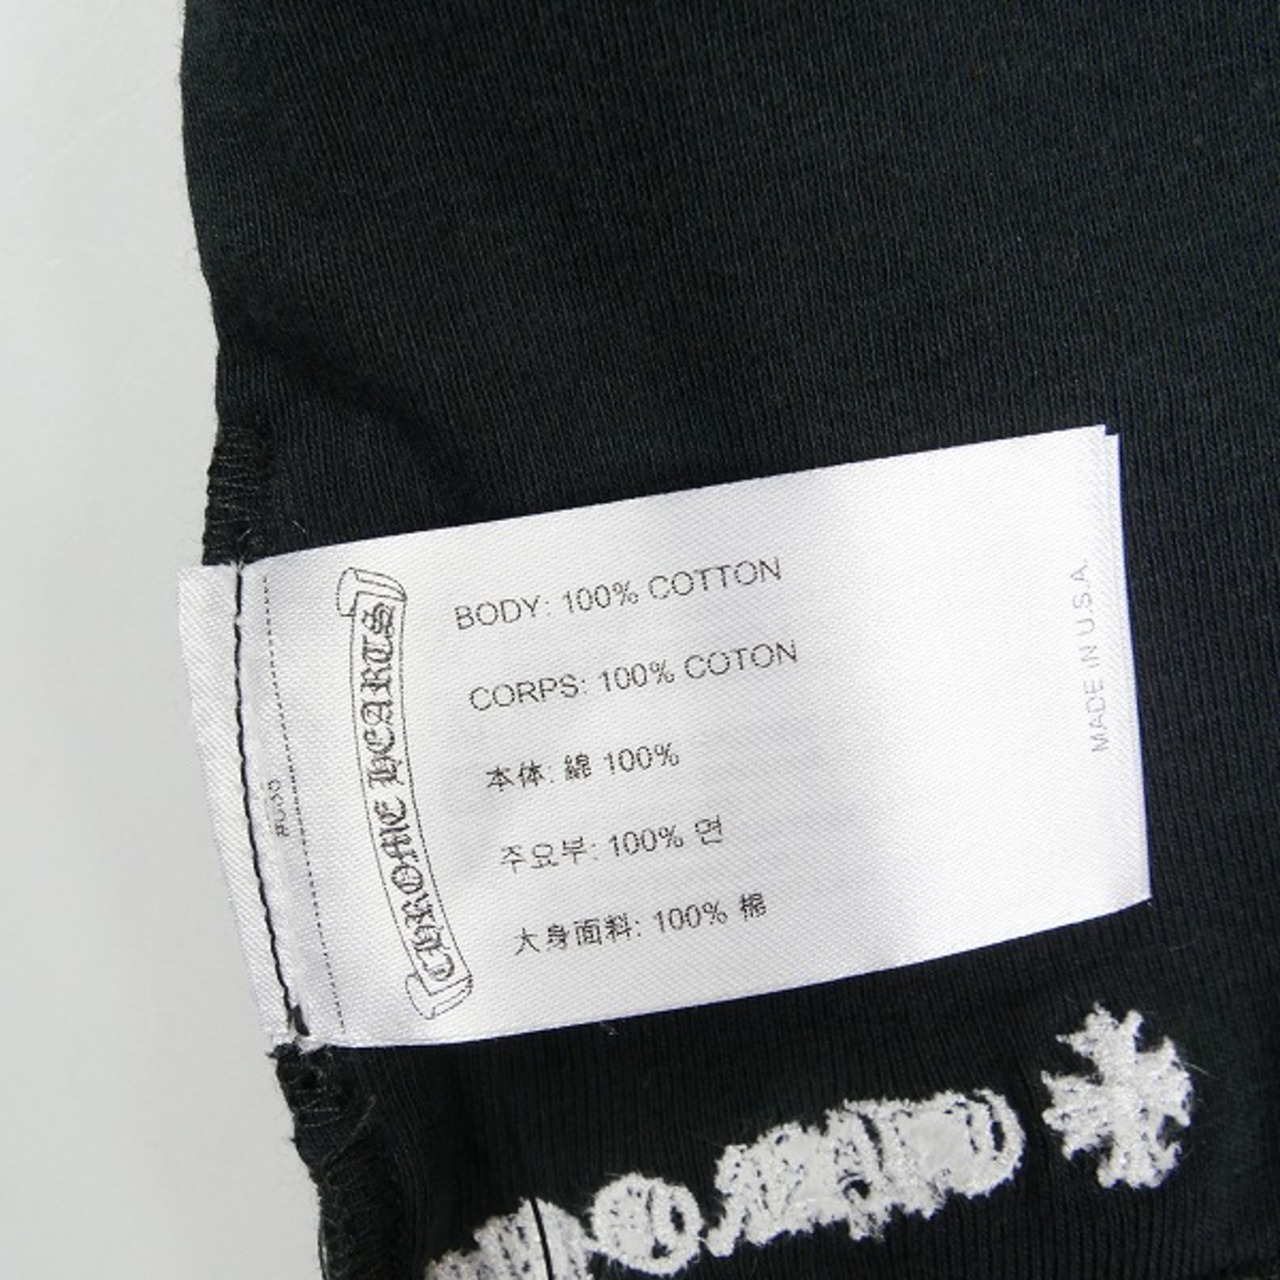 CHROME HEARTS
BODY: 100% COTTON
CORPS: 100% COTON
本体: 綿 100%
주요부: 100% 면
大身面料: 100% 棉
MADE IN U.S.A.